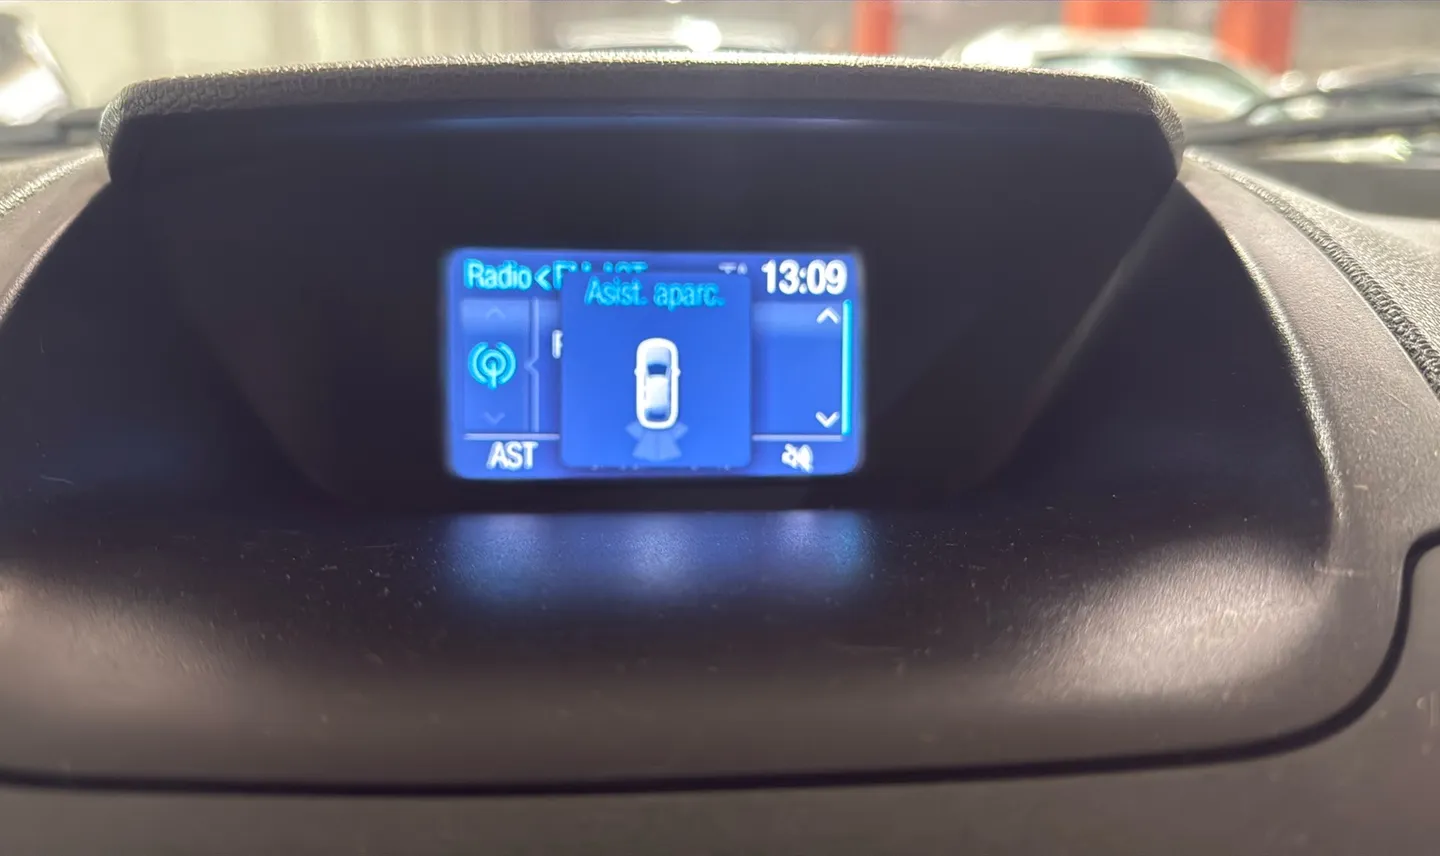 Radio<
13:09
Asist. aparc.
AST